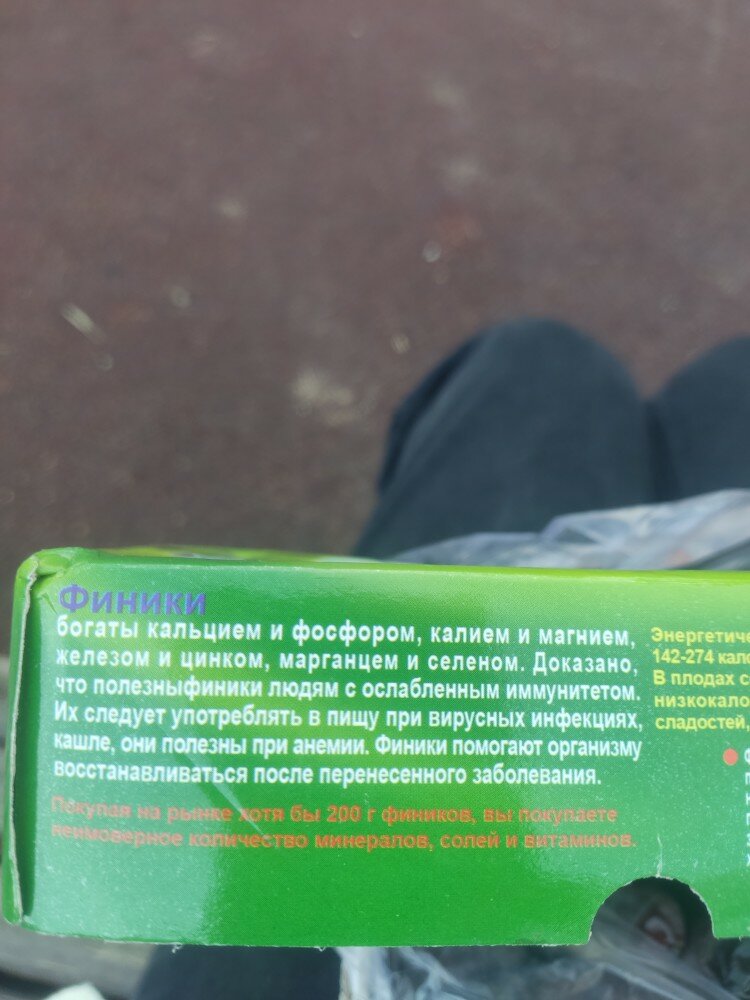 Финики
богаты кальцием и фосфором, калием и магнием,
железом и цинком, марганцем и селеном. Доказано,
что полезныфиники людям с ослабленным иммунитетом.
Их следует употреблять в пищу при вирусных инфекциях,
кашле, они полезны при анемии. Финики помогают организму
восстанавливаться после перенесенного заболевания.
Покупая на рынке хотя бы 200 г фиников, вы покупаете
неимоверное количество минералов, солей и витаминов.
Энергетиче
142-274 кало
В плодах с
низкокало
сладостей,